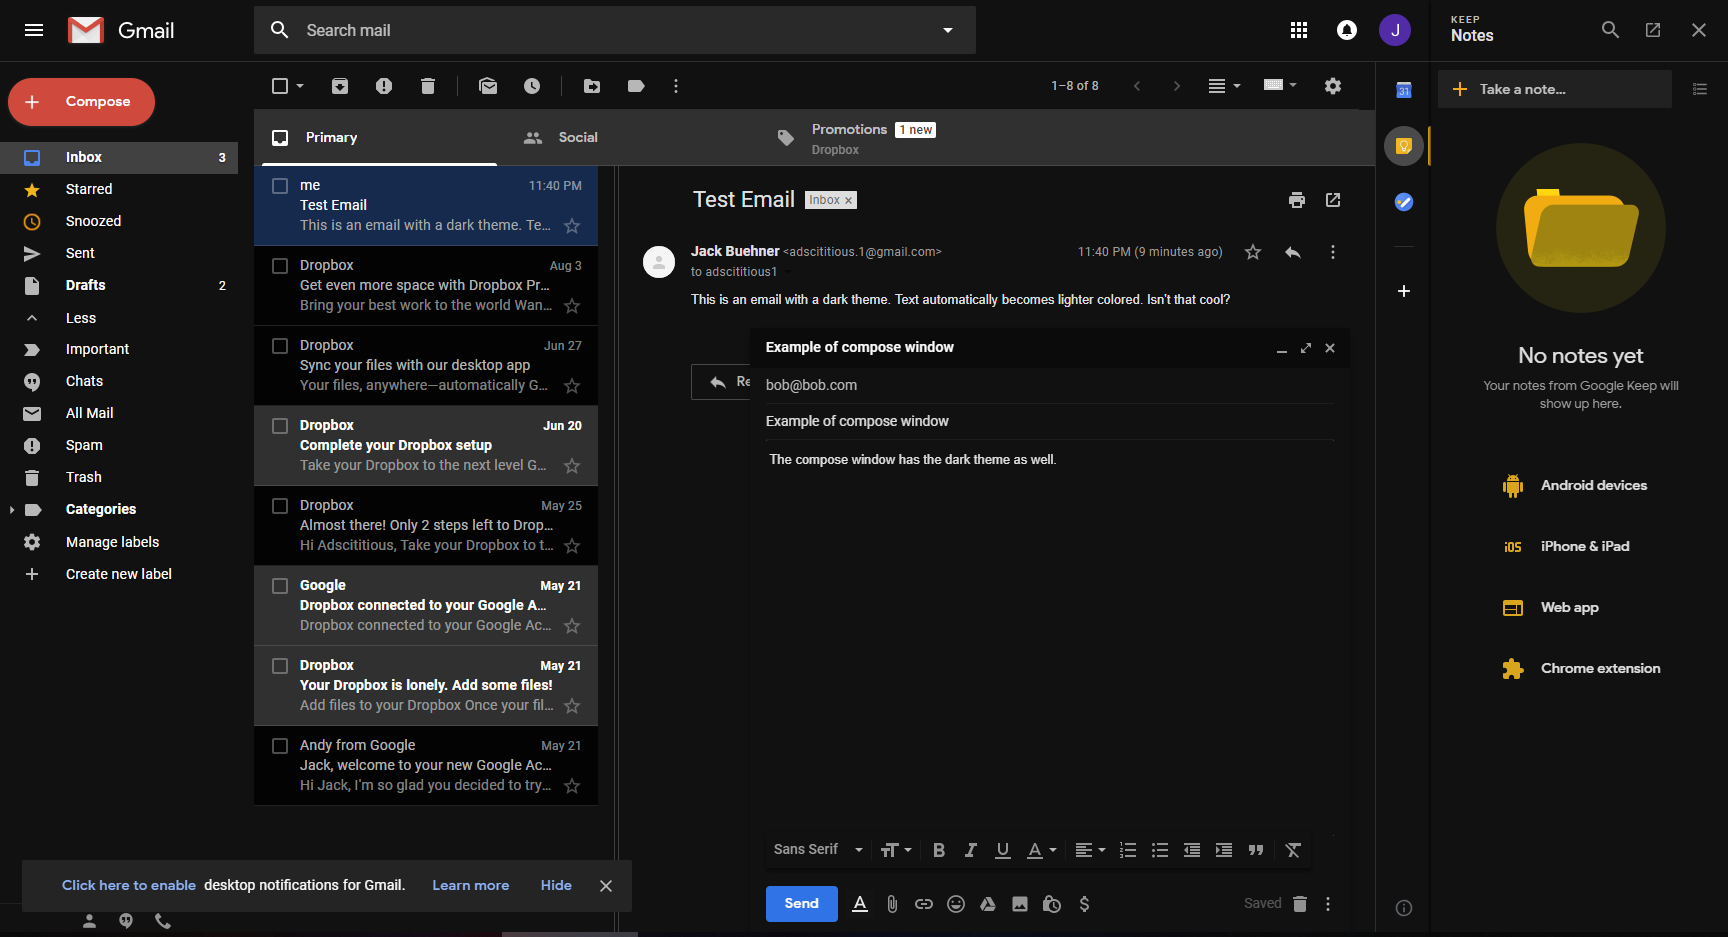 Gmail
Search mail
J
KEEP
Notes
Compose
1–8 of 8
31
Take a note...
Inbox 3
Starred
Snoozed
Sent
Drafts 2
Less
Important
Chats
All Mail
Spam
Trash
Categories
Manage labels
Create new label
Primary
Social
Promotions 1 new
Dropbox
me 11:40 PM
Test Email
This is an email with a dark theme. Te...
Dropbox Aug 3
Get even more space with Dropbox Pr...
Bring your best work to the world Wan...
Dropbox Jun 27
Sync your files with our desktop app
Your files, anywhere—automatically G...
Dropbox Jun 20
Complete your Dropbox setup
Take your Dropbox to the next level G...
Dropbox May 25
Almost there! Only 2 steps left to Drop...
Hi Adscititious, Take your Dropbox to t...
Google May 21
Dropbox connected to your Google A...
Dropbox connected to your Google Ac...
Dropbox May 21
Your Dropbox is lonely. Add some files!
Add files to your Dropbox Once your fil...
Andy from Google May 21
Jack, welcome to your new Google Ac...
Hi Jack, I'm so glad you decided to try...
Test Email Inbox ×
Jack Buehner <adscititious.1@gmail.com> 11:40 PM (9 minutes ago)
to adscititious1
This is an email with a dark theme. Text automatically becomes lighter colored. Isn't that cool?
Re
Example of compose window
bob@bob.com
Example of compose window
The compose window has the dark theme as well.
Sans Serif
Send
Saved
No notes yet
Your notes from Google Keep will
show up here.
Android devices
iOS iPhone & iPad
Web app
Chrome extension
Click here to enable desktop notifications for Gmail. Learn more Hide